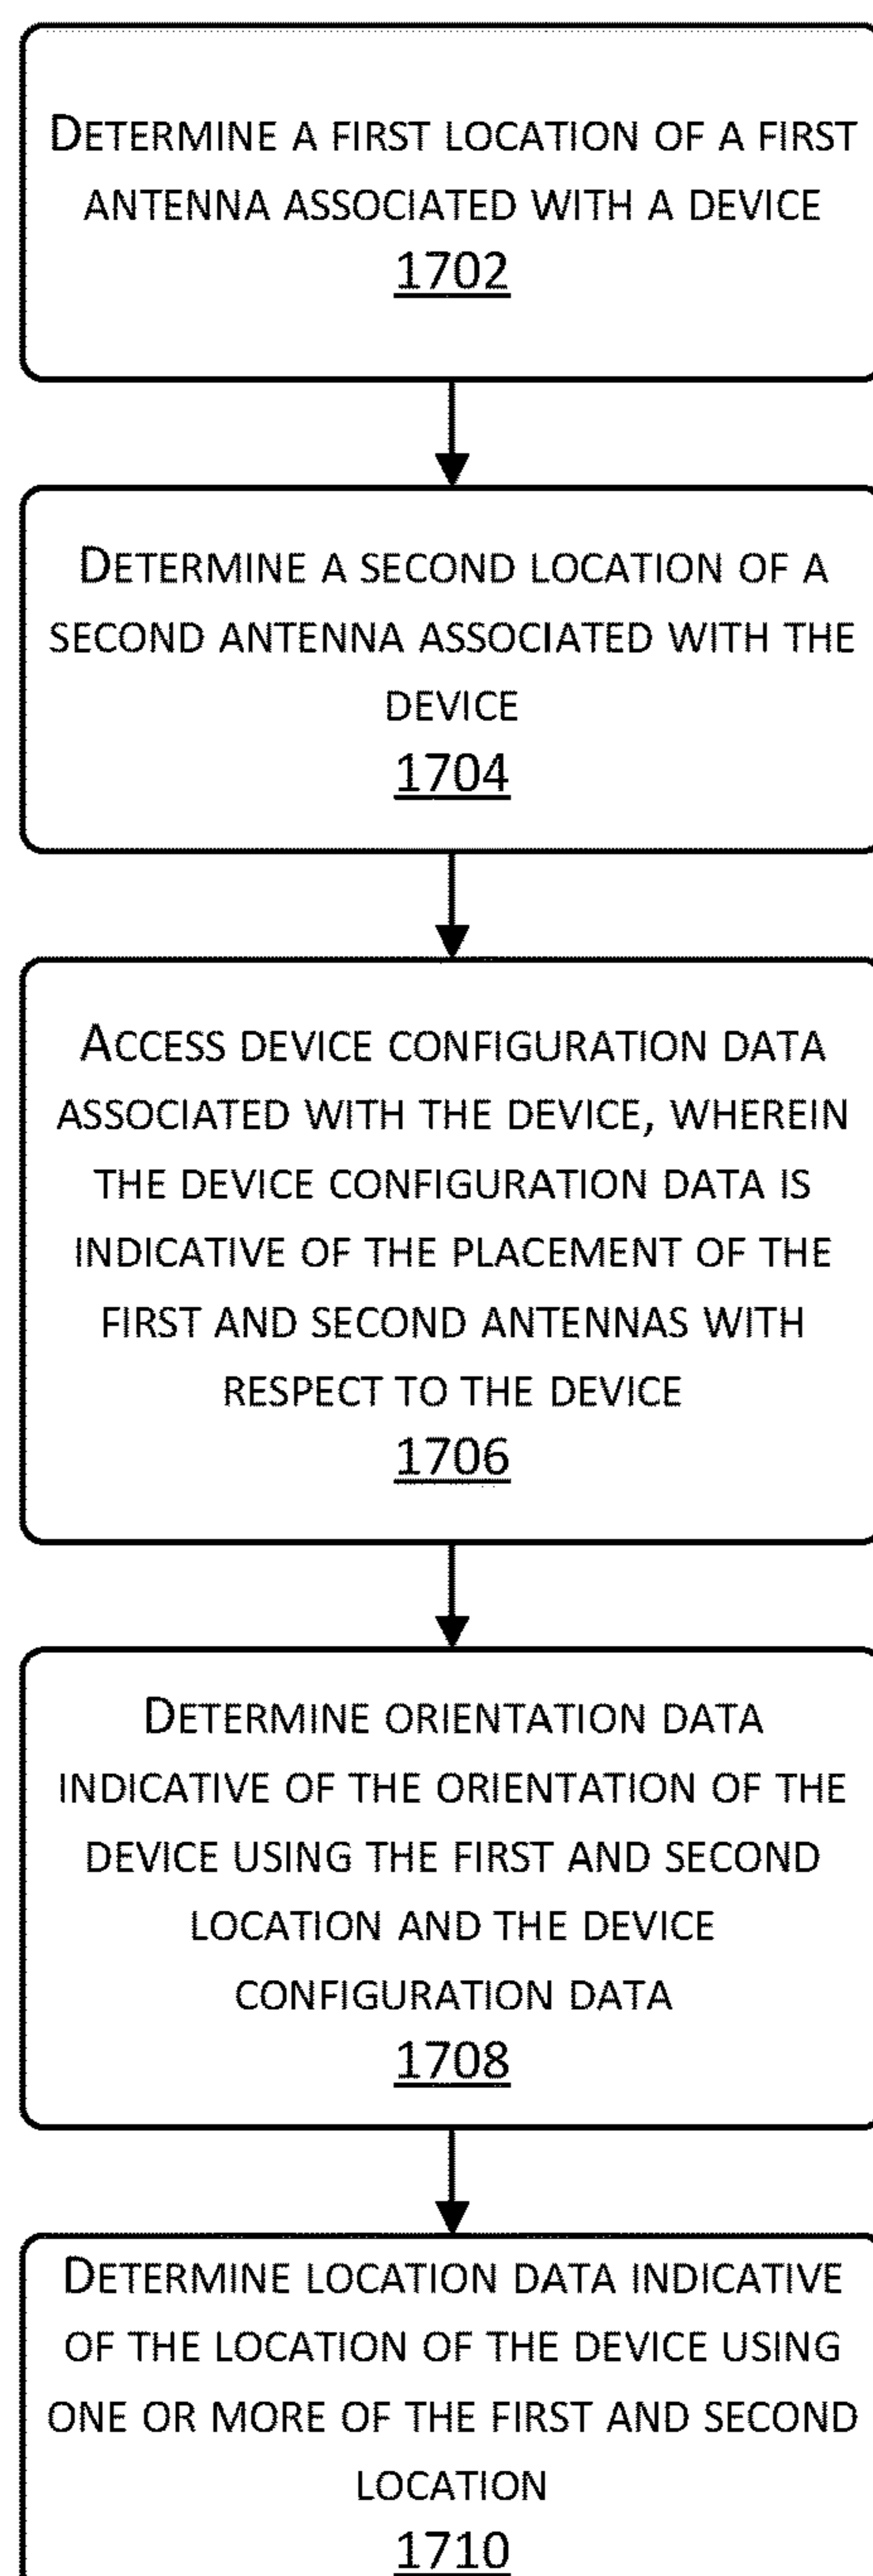 DETERMINE A FIRST LOCATION OF A FIRST
ANTENNA ASSOCIATED WITH A DEVICE
1702
DETERMINE A SECOND LOCATION OF A
SECOND ANTENNA ASSOCIATED WITH THE
DEVICE
1704
ACCESS DEVICE CONFIGURATION DATA
ASSOCIATED WITH THE DEVICE, WHEREIN
THE DEVICE CONFIGURATION DATA IS
INDICATIVE OF THE PLACEMENT OF THE
FIRST AND SECOND ANTENNAS WITH
RESPECT TO THE DEVICE
1706
DETERMINE ORIENTATION DATA
INDICATIVE OF THE ORIENTATION OF THE
DEVICE USING THE FIRST AND SECOND
LOCATION AND THE DEVICE
CONFIGURATION DATA
1708
DETERMINE LOCATION DATA INDICATIVE
OF THE LOCATION OF THE DEVICE USING
ONE OR MORE OF THE FIRST AND SECOND
LOCATION
1710